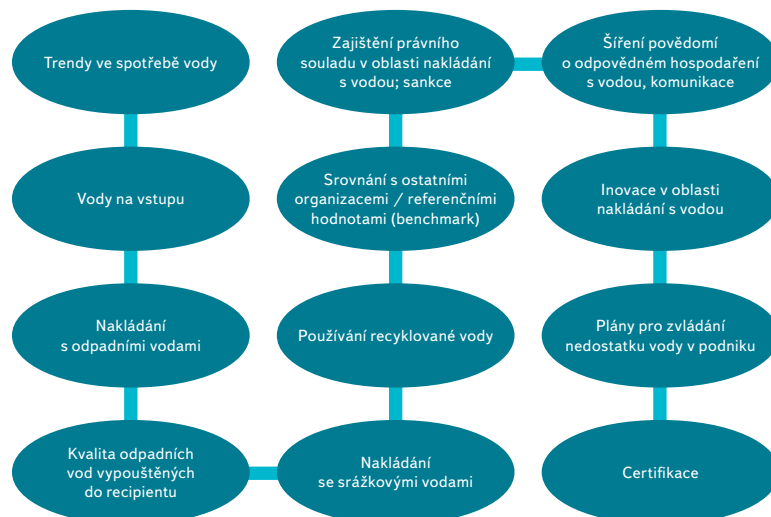 Trendy ve spotřebě vody
Vody na vstupu
Nakládání
s odpadními vodami
Kvalita odpadních
vod vypouštěných
do recipientu
Nakládání
se srážkovými vodami
Používání recyklované vody
Srovnání s ostatními
organizacemi / referenčními
hodnotami (benchmark)
Zajištění právního
souladu v oblasti nakládání
s vodou; sankce
Šíření povědomí
o odpovědném hospodaření
s vodou, komunikace
Inovace v oblasti
nakládání s vodou
Plány pro zvládání
nedostatku vody v podniku
Certifikace